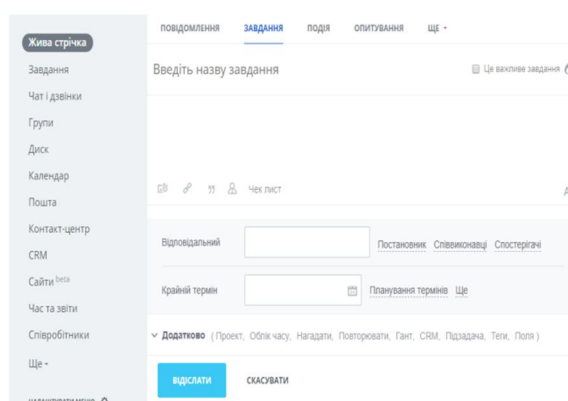 ПОВІДОМЛЕННЯ ЗАВДАННЯ ПОДІЯ ОПИТУВАННЯ ЩЕ
Жива стрічка
Завдання
Чат і дзвінки
Групи
Диск
Календар
Пошта
Контакт-центр
CRM
Сайти beta
Час та звіти
Співробітники
Ще
Введіть назву завдання Це важливе завдання
Чек лист
Відповідальний Постановник Співвиконавці Спостерігачі
Крайній термін Планування термінів Ще
Додатково (Проект, Облік часу, Нагадати, Повторювати, Гант, CRM, Підзадача, Теги, Поля)
ВІДІСЛАТИ СКАСУВАТИ